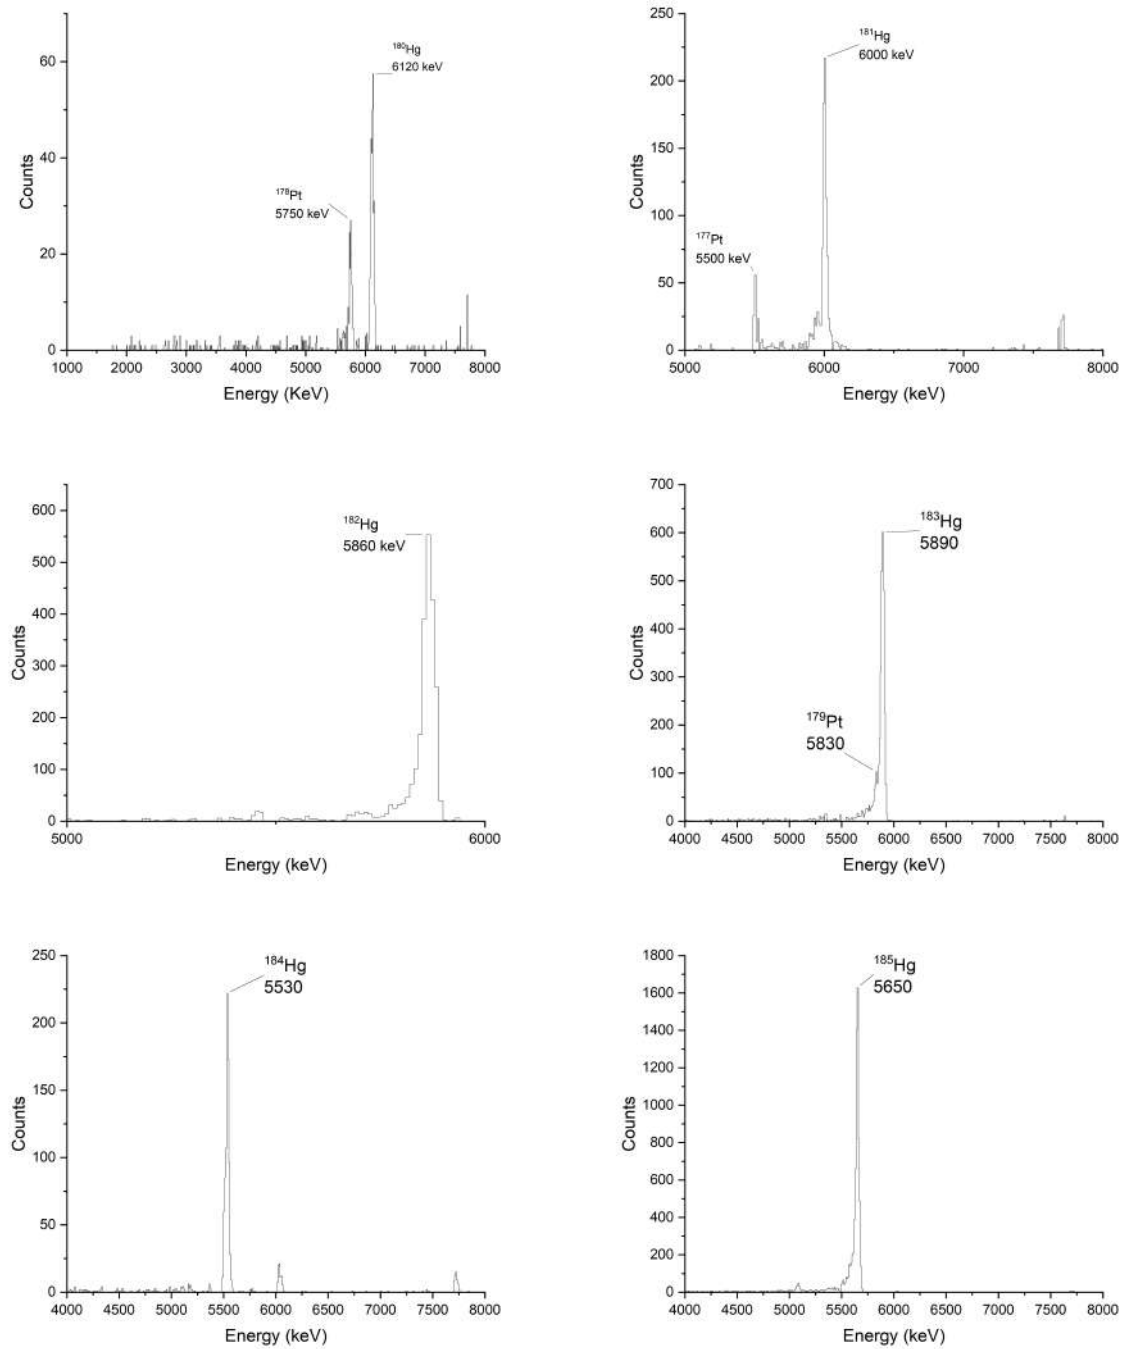 60
40
20
0
Counts
¹⁸⁰Hg
6120 keV
¹⁷⁸Pt
5750 keV
1000 2000 3000 4000 5000 6000 7000 8000
Energy (KeV)
250
200
150
100
50
0
Counts
¹⁸¹Hg
6000 keV
¹⁷⁷Pt
5500 keV
5000 6000 7000 8000
Energy (keV)
600
500
400
300
200
100
0
Counts
¹⁸²Hg
5860 keV
5000 6000
Energy (keV)
700
600
500
400
300
200
100
0
Counts
¹⁸³Hg
5890
¹⁷⁹Pt
5830
4000 4500 5000 5500 6000 6500 7000 7500 8000
Energy (keV)
250
200
150
100
50
0
Counts
¹⁸⁴Hg
5530
4000 4500 5000 5500 6000 6500 7000 7500 8000
Energy (keV)
1800
1600
1400
1200
1000
800
600
400
200
0
Counts
¹⁸⁵Hg
5650
4000 4500 5000 5500 6000 6500 7000 7500 8000
Energy (keV)